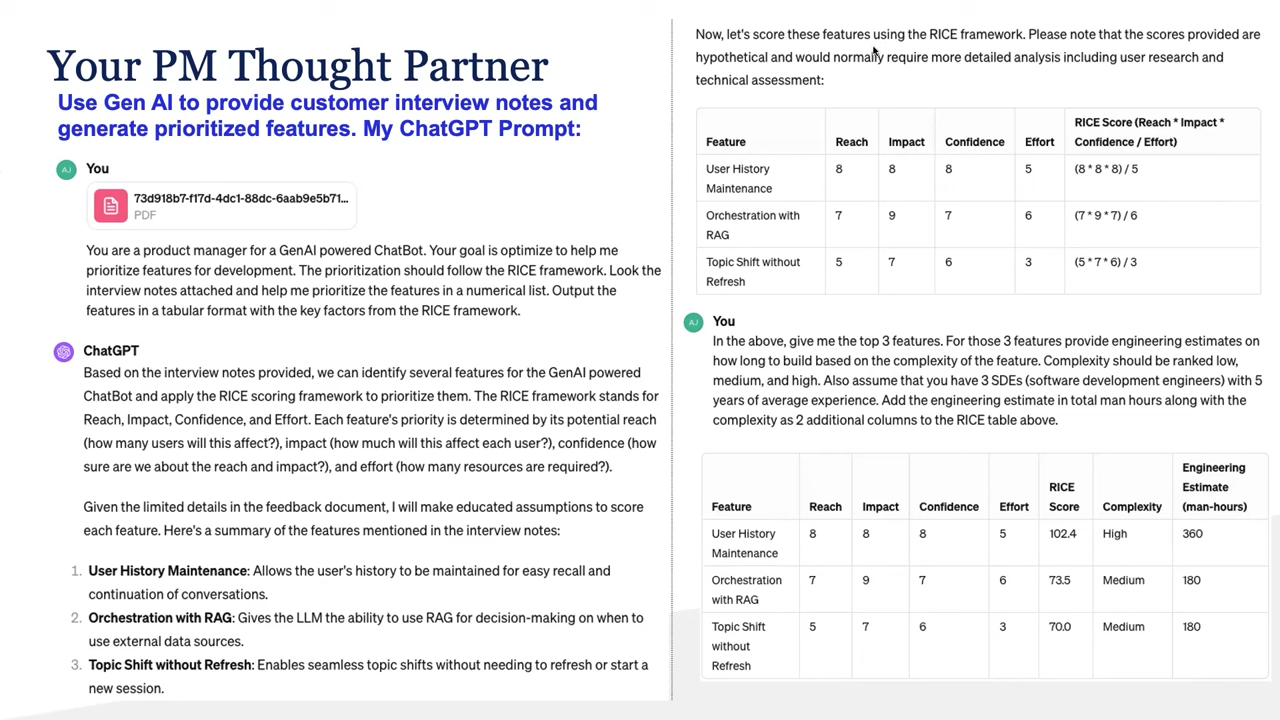 Your PM Thought Partner
Use Gen AI to provide customer interview notes and
generate prioritized features. My ChatGPT Prompt:
AJ You
73d918b7-f17d-4dc1-88dc-6aab9e5b71...
PDF
You are a product manager for a GenAI powered ChatBot. Your goal is optimize to help me
prioritize features for development. The prioritization should follow the RICE framework. Look the
interview notes attached and help me prioritize the features in a numerical list. Output the
features in a tabular format with the key factors from the RICE framework.
ChatGPT
Based on the interview notes provided, we can identify several features for the GenAI powered
ChatBot and apply the RICE scoring framework to prioritize them. The RICE framework stands for
Reach, Impact, Confidence, and Effort. Each feature's priority is determined by its potential reach
(how many users will this affect?), impact (how much will this affect each user?), confidence (how
sure are we about the reach and impact?), and effort (how many resources are required?).
Given the limited details in the feedback document, I will make educated assumptions to score
each feature. Here's a summary of the features mentioned in the interview notes:
1. User History Maintenance: Allows the user's history to be maintained for easy recall and
continuation of conversations.
2. Orchestration with RAG: Gives the LLM the ability to use RAG for decision-making on when to
use external data sources.
3. Topic Shift without Refresh: Enables seamless topic shifts without needing to refresh or start a
new session.
Now, let's score these features using the RICE framework. Please note that the scores provided are
hypothetical and would normally require more detailed analysis including user research and
technical assessment:
RICE Score (Reach * Impact *
Feature Reach Impact Confidence Effort Confidence / Effort)
User History 8 8 8 5 (8 * 8 * 8) / 5
Maintenance
Orchestration with 7 9 7 6 (7 * 9 * 7) / 6
RAG
Topic Shift without 5 7 6 3 (5 * 7 * 6) / 3
Refresh
AJ You
In the above, give me the top 3 features. For those 3 features provide engineering estimates on
how long to build based on the complexity of the feature. Complexity should be ranked low,
medium, and high. Also assume that you have 3 SDEs (software development engineers) with 5
years of average experience. Add the engineering estimate in total man hours along with the
complexity as 2 additional columns to the RICE table above.
Engineering
RICE Estimate
Feature Reach Impact Confidence Effort Score Complexity (man-hours)
User History 8 8 8 5 102.4 High 360
Maintenance
Orchestration 7 9 7 6 73.5 Medium 180
with RAG
Topic Shift 5 7 6 3 70.0 Medium 180
without
Refresh